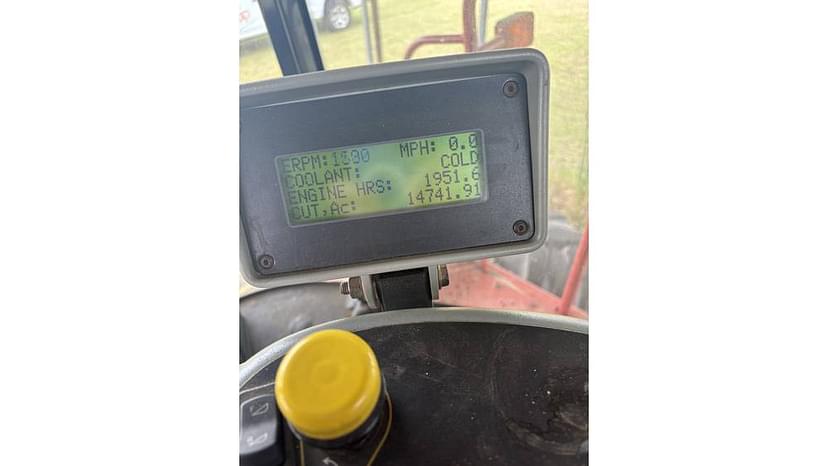 ERPM: MPH: 0.0
COOLANT: COLD
ENGINE HRS: 1951.6
CUT,Ac: 14741.91